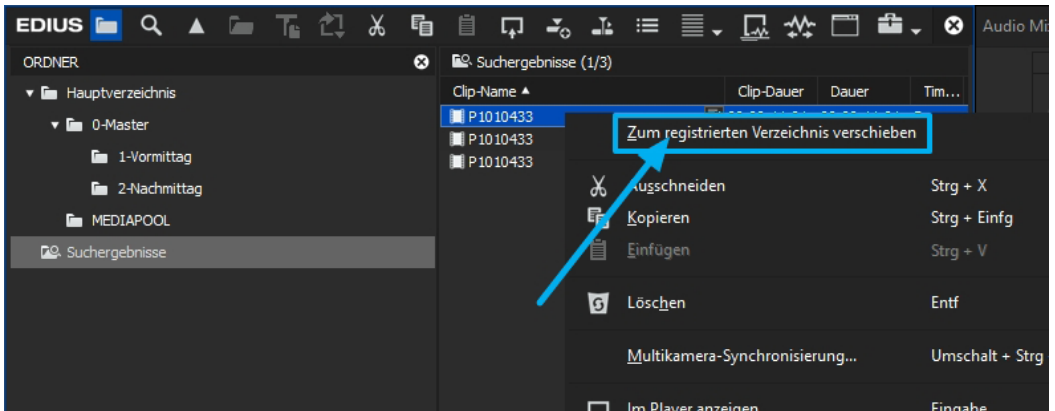 EDIUS
Audio Mi
ORDNER
Suchergebnisse (1/3)
Hauptverzeichnis
Clip-Name Clip-Dauer Dauer Tim...
0-Master
P1010433
1-Vormittag
P1010433
2-Nachmittag
P1010433
MEDIAPOOL
Suchergebnisse
Zum registrierten Verzeichnis verschieben
Ausschneiden Strg + X
Kopieren Strg + Einfg
Einfügen Strg + V
Löschen Entf
Multikamera-Synchronisierung... Umschalt + Strg
Im Player anzeigen Eingabe